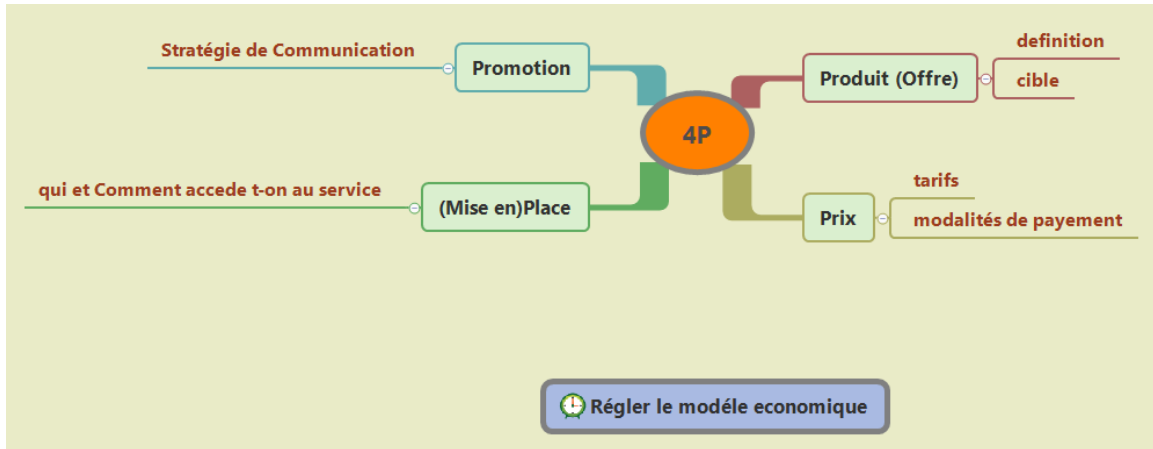 Stratégie de Communication
Promotion
Produit (Offre)
definition
cible
4P
qui et Comment accede t-on au service
(Mise en)Place
Prix
tarifs
modalités de payement
Régler le modéle economique